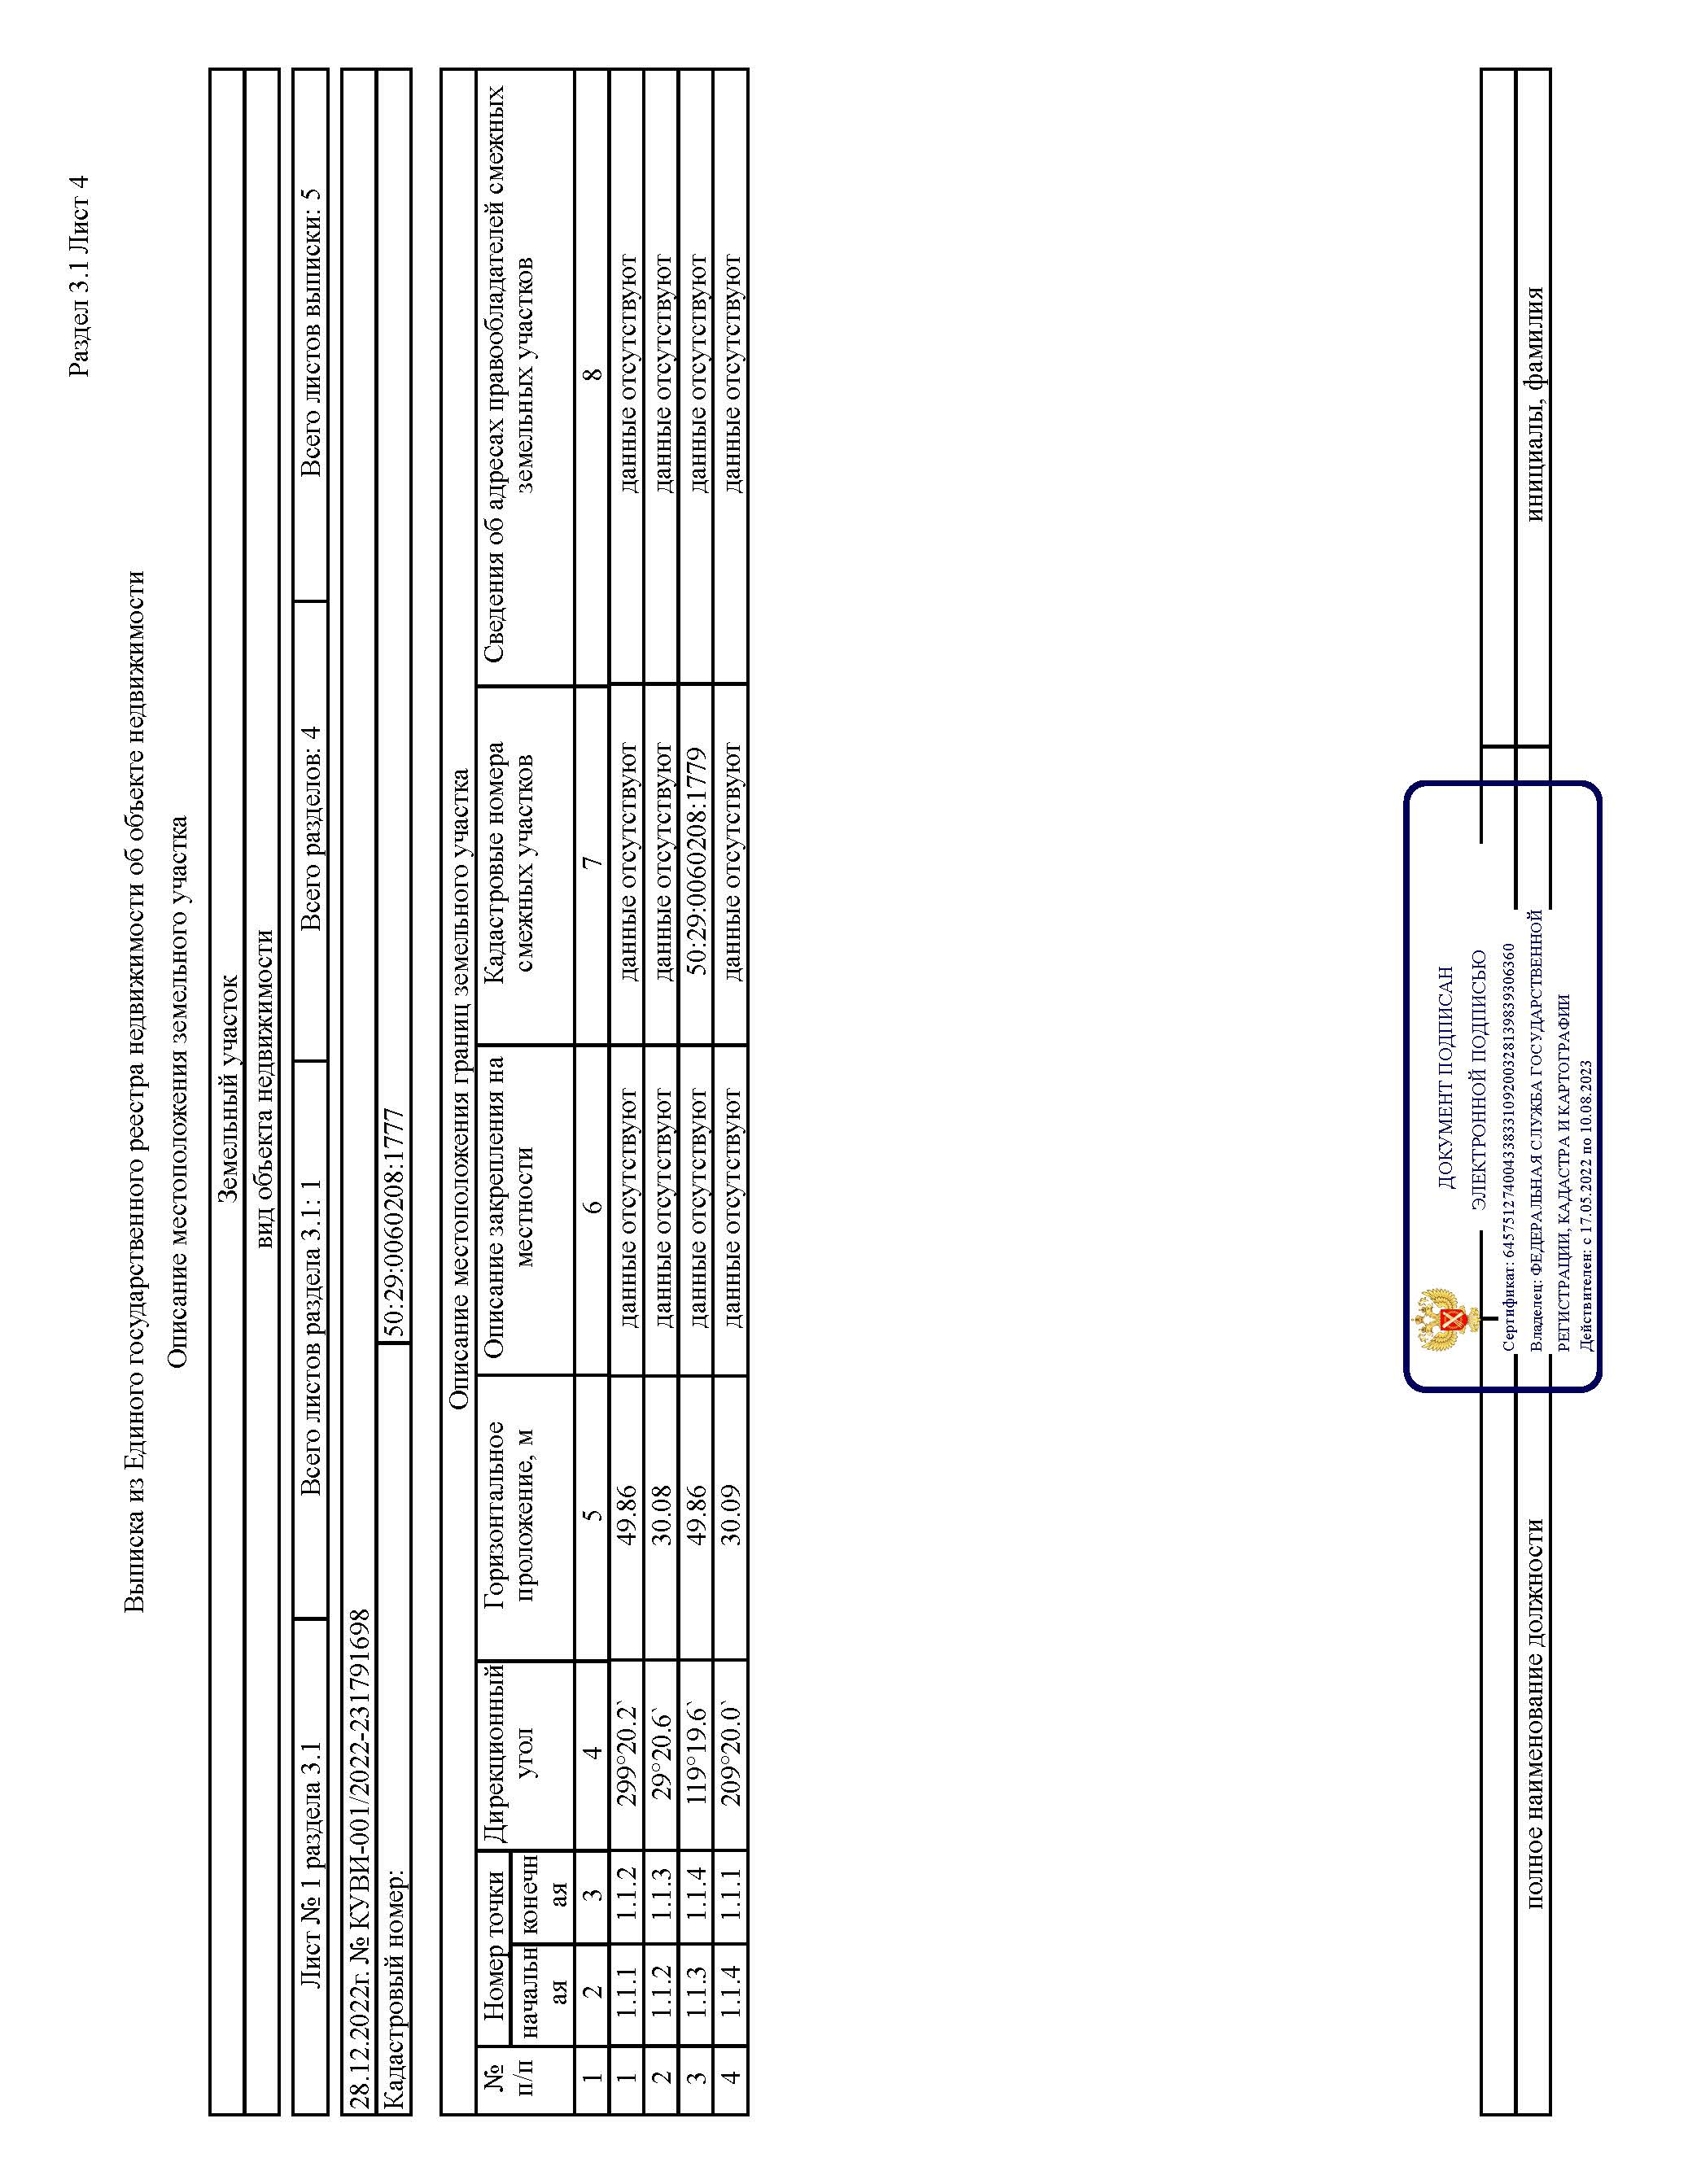 Раздел 3.1 Лист 4
Выписка из Единого государственного реестра недвижимости об объекте недвижимости
Описание местоположения земельного участка
Земельный участок
вид объекта недвижимости
Лист № 1 раздела 3.1 Всего листов раздела 3.1: 1 Всего разделов: 4 Всего листов выписки: 5
28.12.2022г. № КУВИ-001/2022-231791698
Кадастровый номер: 50:29:0060208:1777
Описание местоположения границ земельного участка
№ Номер точки Дирекционный Горизонтальное Описание закрепления на Кадастровые номера Сведения об адресах правообладателей смежных
п/п начальн конечн угол проложение, м местности смежных участков земельных участков
ая ая
1 2 3 4 5 6 7 8
1 1.1.1 1.1.2 299°20.2` 49.86 данные отсутствуют данные отсутствуют данные отсутствуют
2 1.1.2 1.1.3 29°20.6` 30.08 данные отсутствуют данные отсутствуют данные отсутствуют
3 1.1.3 1.1.4 119°19.6` 49.86 данные отсутствуют 50:29:0060208:1779 данные отсутствуют
4 1.1.4 1.1.1 209°20.0` 30.09 данные отсутствуют данные отсутствуют данные отсутствуют
ДОКУМЕНТ ПОДПИСАН
ЭЛЕКТРОННОЙ ПОДПИСЬЮ
Сертификат: 64575127400433833109200328139839306360
Владелец: ФЕДЕРАЛЬНАЯ СЛУЖБА ГОСУДАРСТВЕННОЙ
РЕГИСТРАЦИИ, КАДАСТРА И КАРТОГРАФИИ
Действителен: с 17.05.2022 по 10.08.2023
полное наименование должности инициалы, фамилия